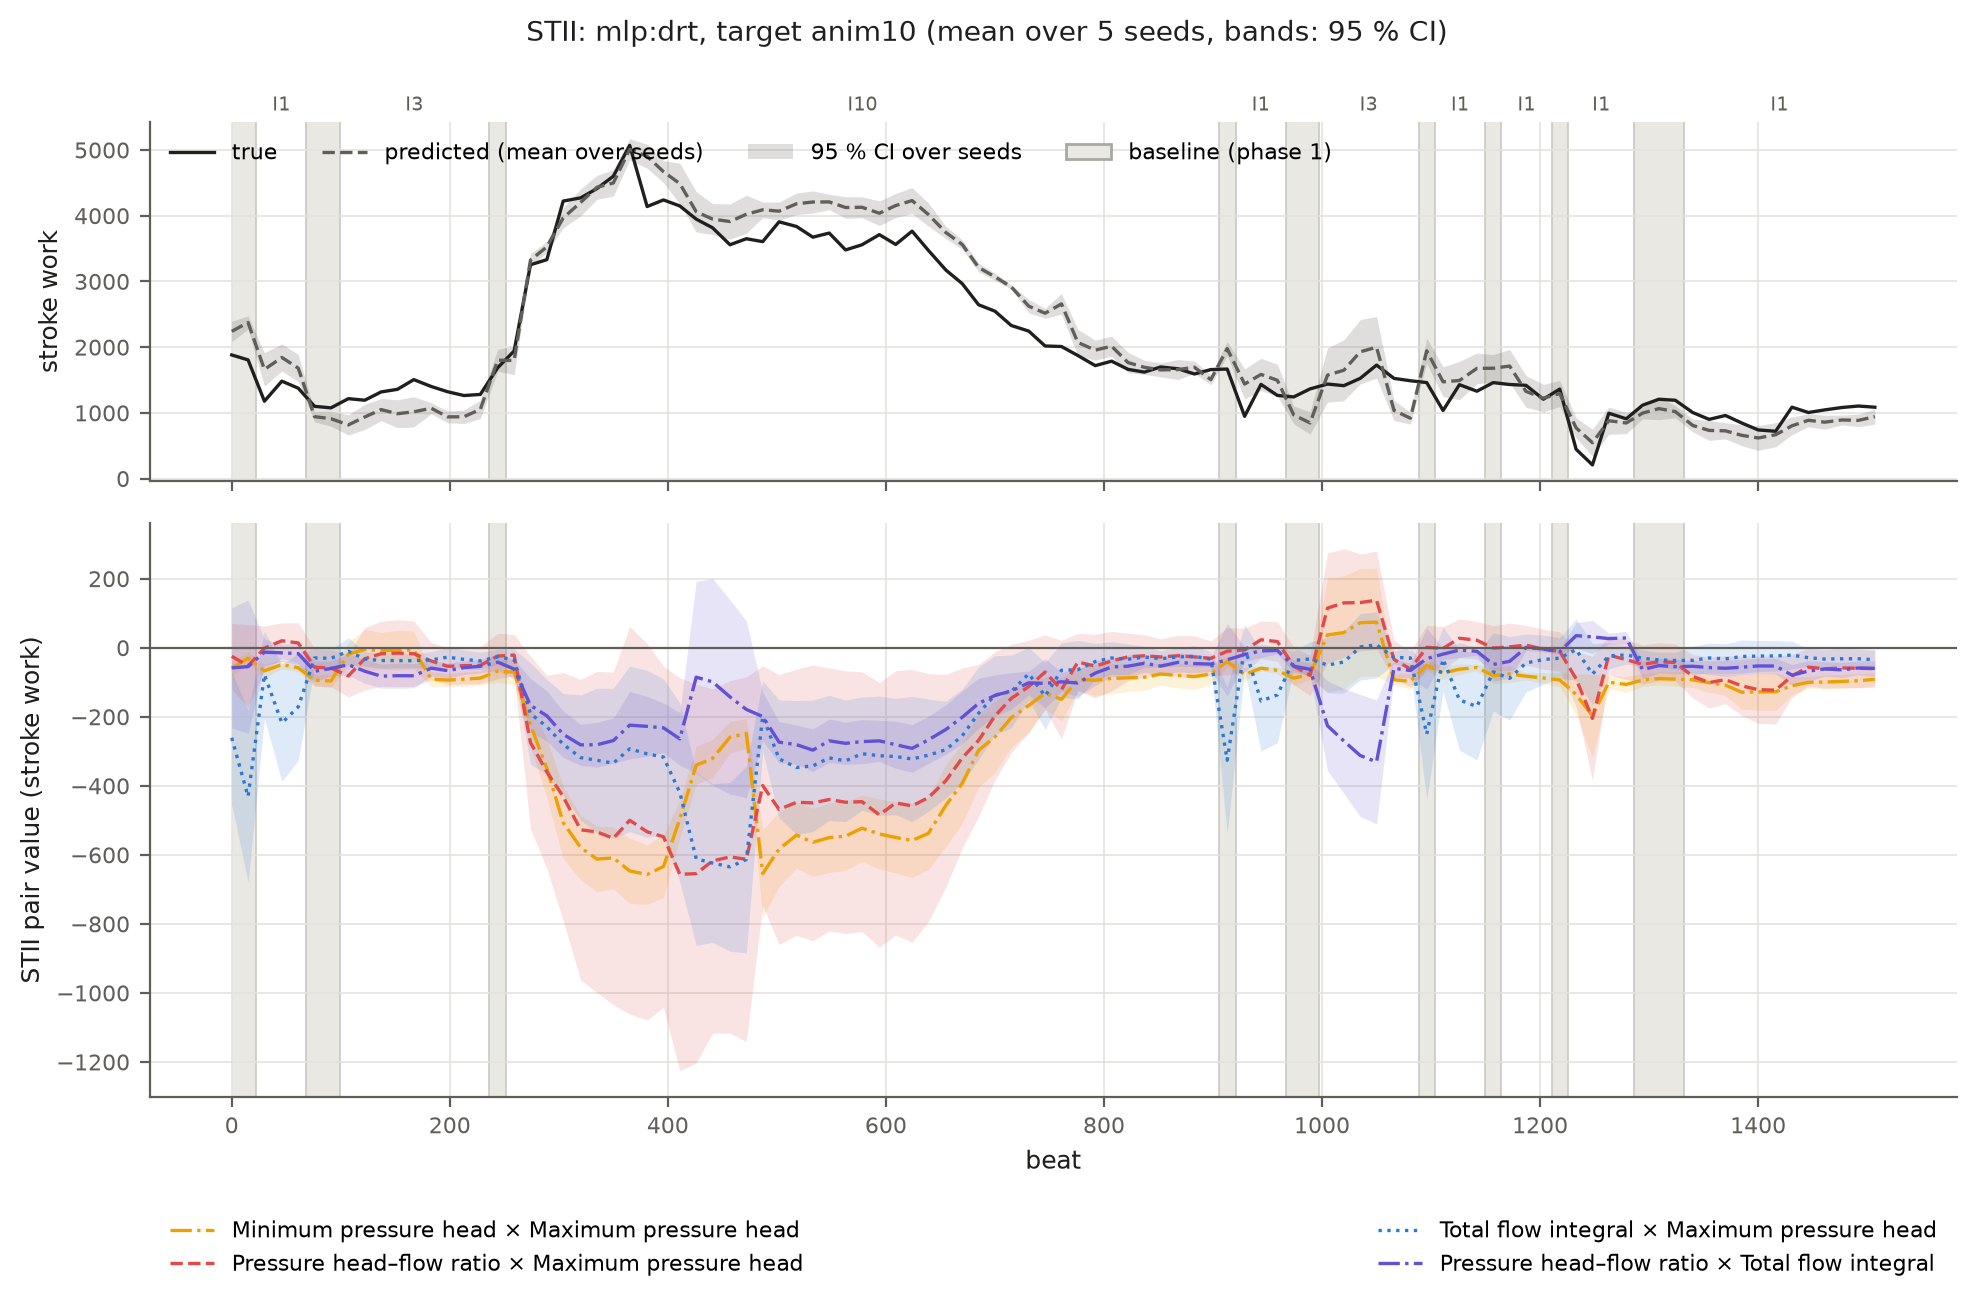 STII: mlp:drt, target anim10 (mean over 5 seeds, bands: 95 % CI)
I1 I3 I10 I1 I3 I1 I1 I1 I1
true predicted (mean over seeds) 95 % CI over seeds baseline (phase 1)
stroke work
5000
4000
3000
2000
1000
0
STII pair value (stroke work)
200
0
−200
−400
−600
−800
−1000
−1200
0 200 400 600 800 1000 1200 1400
beat
Minimum pressure head × Maximum pressure head
Pressure head–flow ratio × Maximum pressure head
Total flow integral × Maximum pressure head
Pressure head–flow ratio × Total flow integral